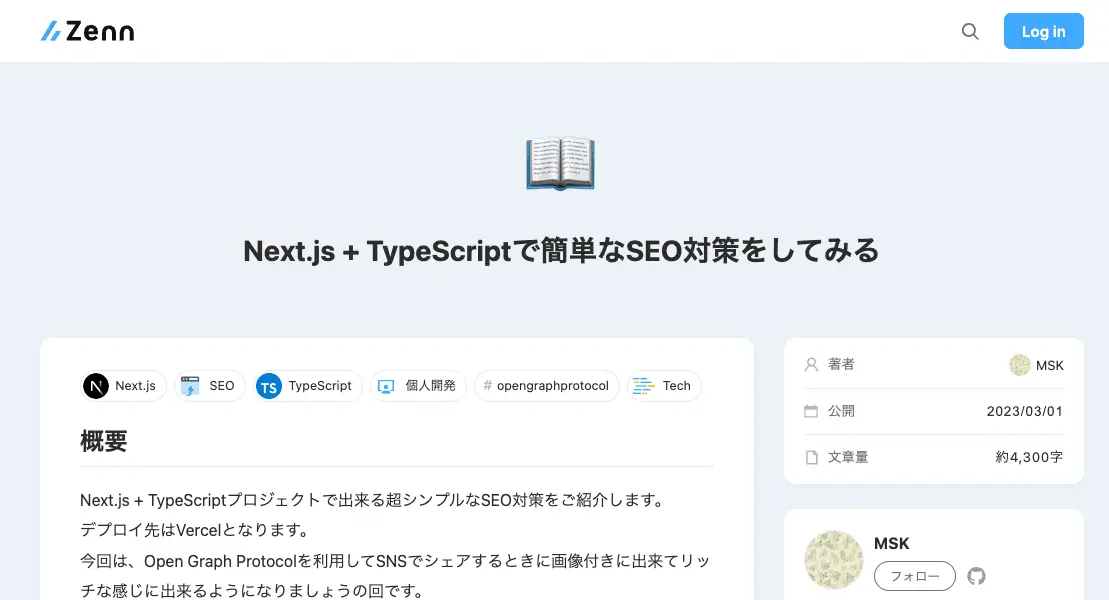 Zenn
Log in
Next.js + TypeScriptで簡単なSEO対策をしてみる
Next.js SEO TypeScript 個人開発 # opengraphprotocol Tech
概要
Next.js + TypeScriptプロジェクトで出来る超シンプルなSEO対策をご紹介します。
デプロイ先はVercelとなります。
今回は、Open Graph Protocolを利用してSNSでシェアするときに画像付きに出来てリッ
チな感じに出来るようになりましょうの回です。
著者 MSK
公開 2023/03/01
文章量 約4,300字
MSK
フォロー